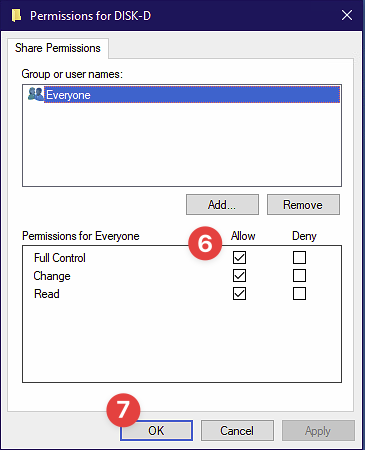 Permissions for DISK-D
Share Permissions
Group or user names:
Everyone
Add... Remove
Permissions for Everyone 6 Allow Deny
Full Control
Change
Read
7
OK Cancel Apply